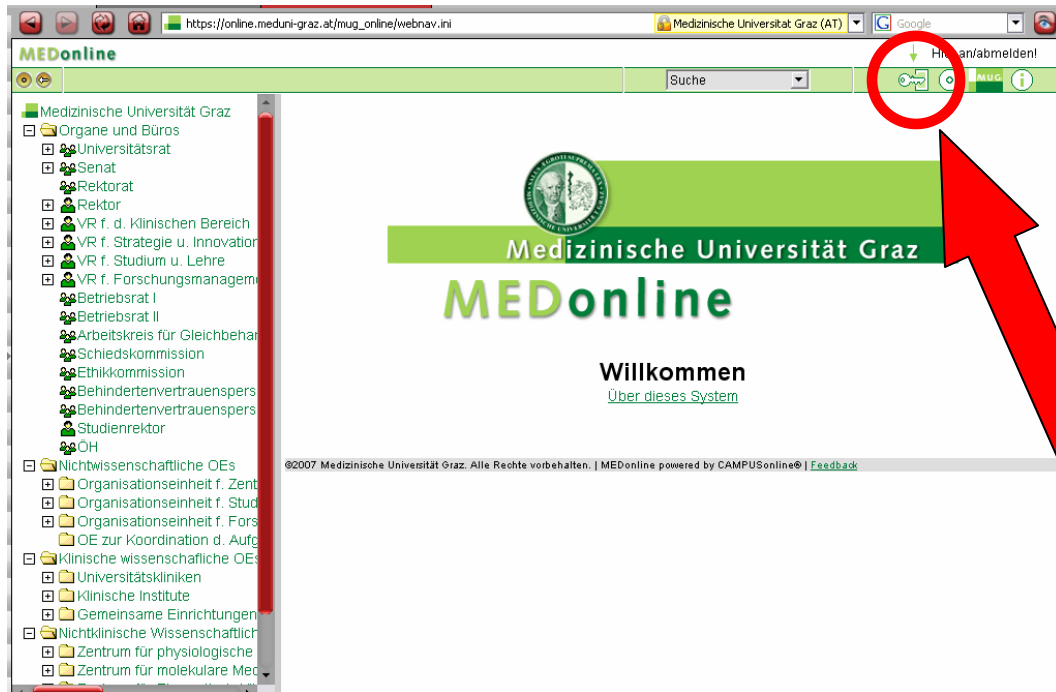 https://online.meduni-graz.at/mug_online/webnav.ini
Medizinische Universitat Graz (AT)
Google
MEDonline
Hier an/abmelden!
Suche
MUG
Medizinische Universität Graz
Organe und Büros
Universitätsrat
Senat
Rektorat
Rektor
VR f. d. Klinischen Bereich
VR f. Strategie u. Innovation
VR f. Studium u. Lehre
VR f. Forschungsmanagem
Betriebsrat I
Betriebsrat II
Arbeitskreis für Gleichbehar
Schiedskommission
Ethikkommission
Behindertenvertrauenspers
Behindertenvertrauenspers
Studienrektor
ÖH
Nichtwissenschaftliche OEs
Organisationseinheit f. Zent
Organisationseinheit f. Stud
Organisationseinheit f. Fors
OE zur Koordination d. Aufg
Klinische wissenschafliche OEs
Universitätskliniken
Klinische Institute
Gemeinsame Einrichtungen
Nichtklinische Wissenschaftlich
Zentrum für physiologische
Zentrum für molekulare Med
Medizinische Universität Graz
MEDonline
Willkommen
Über dieses System
©2007 Medizinische Universität Graz. Alle Rechte vorbehalten. | MEDonline powered by CAMPUSonline® | Feedback